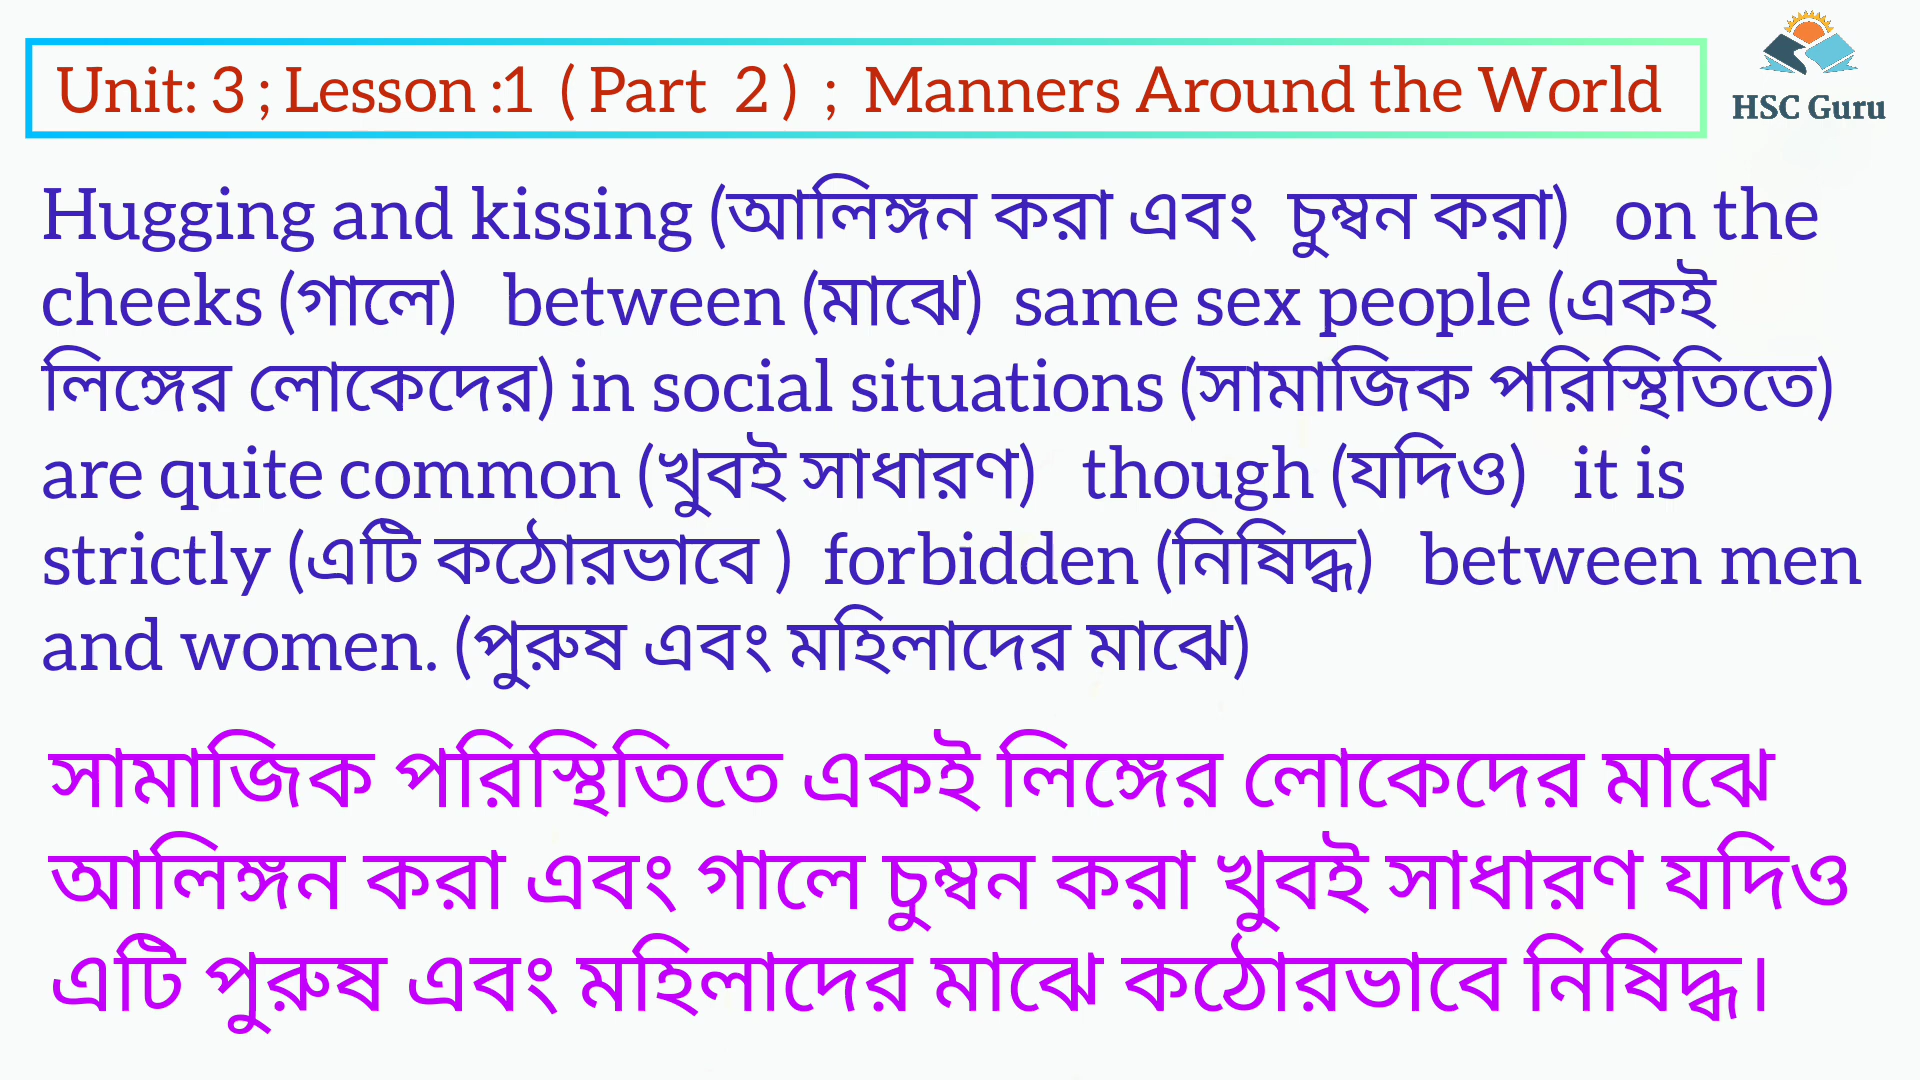 Unit: 3 ; Lesson :1 ( Part 2 ) ; Manners Around the World
HSC Guru
Hugging and kissing (আলিঙ্গন করা এবং চুম্বন করা) on the
cheeks (গালে) between (মাঝে) same sex people (একই
লিঙ্গের লোকেদের) in social situations (সামাজিক পরিস্থিতিতে)
are quite common (খুবই সাধারণ) though (যদিও) it is
strictly (এটি কঠোরভাবে ) forbidden (নিষিদ্ধ) between men
and women. (পুরুষ এবং মহিলাদের মাঝে)
সামাজিক পরিস্থিতিতে একই লিঙ্গের লোকেদের মাঝে
আলিঙ্গন করা এবং গালে চুম্বন করা খুবই সাধারণ যদিও
এটি পুরুষ এবং মহিলাদের মাঝে কঠোরভাবে নিষিদ্ধ।